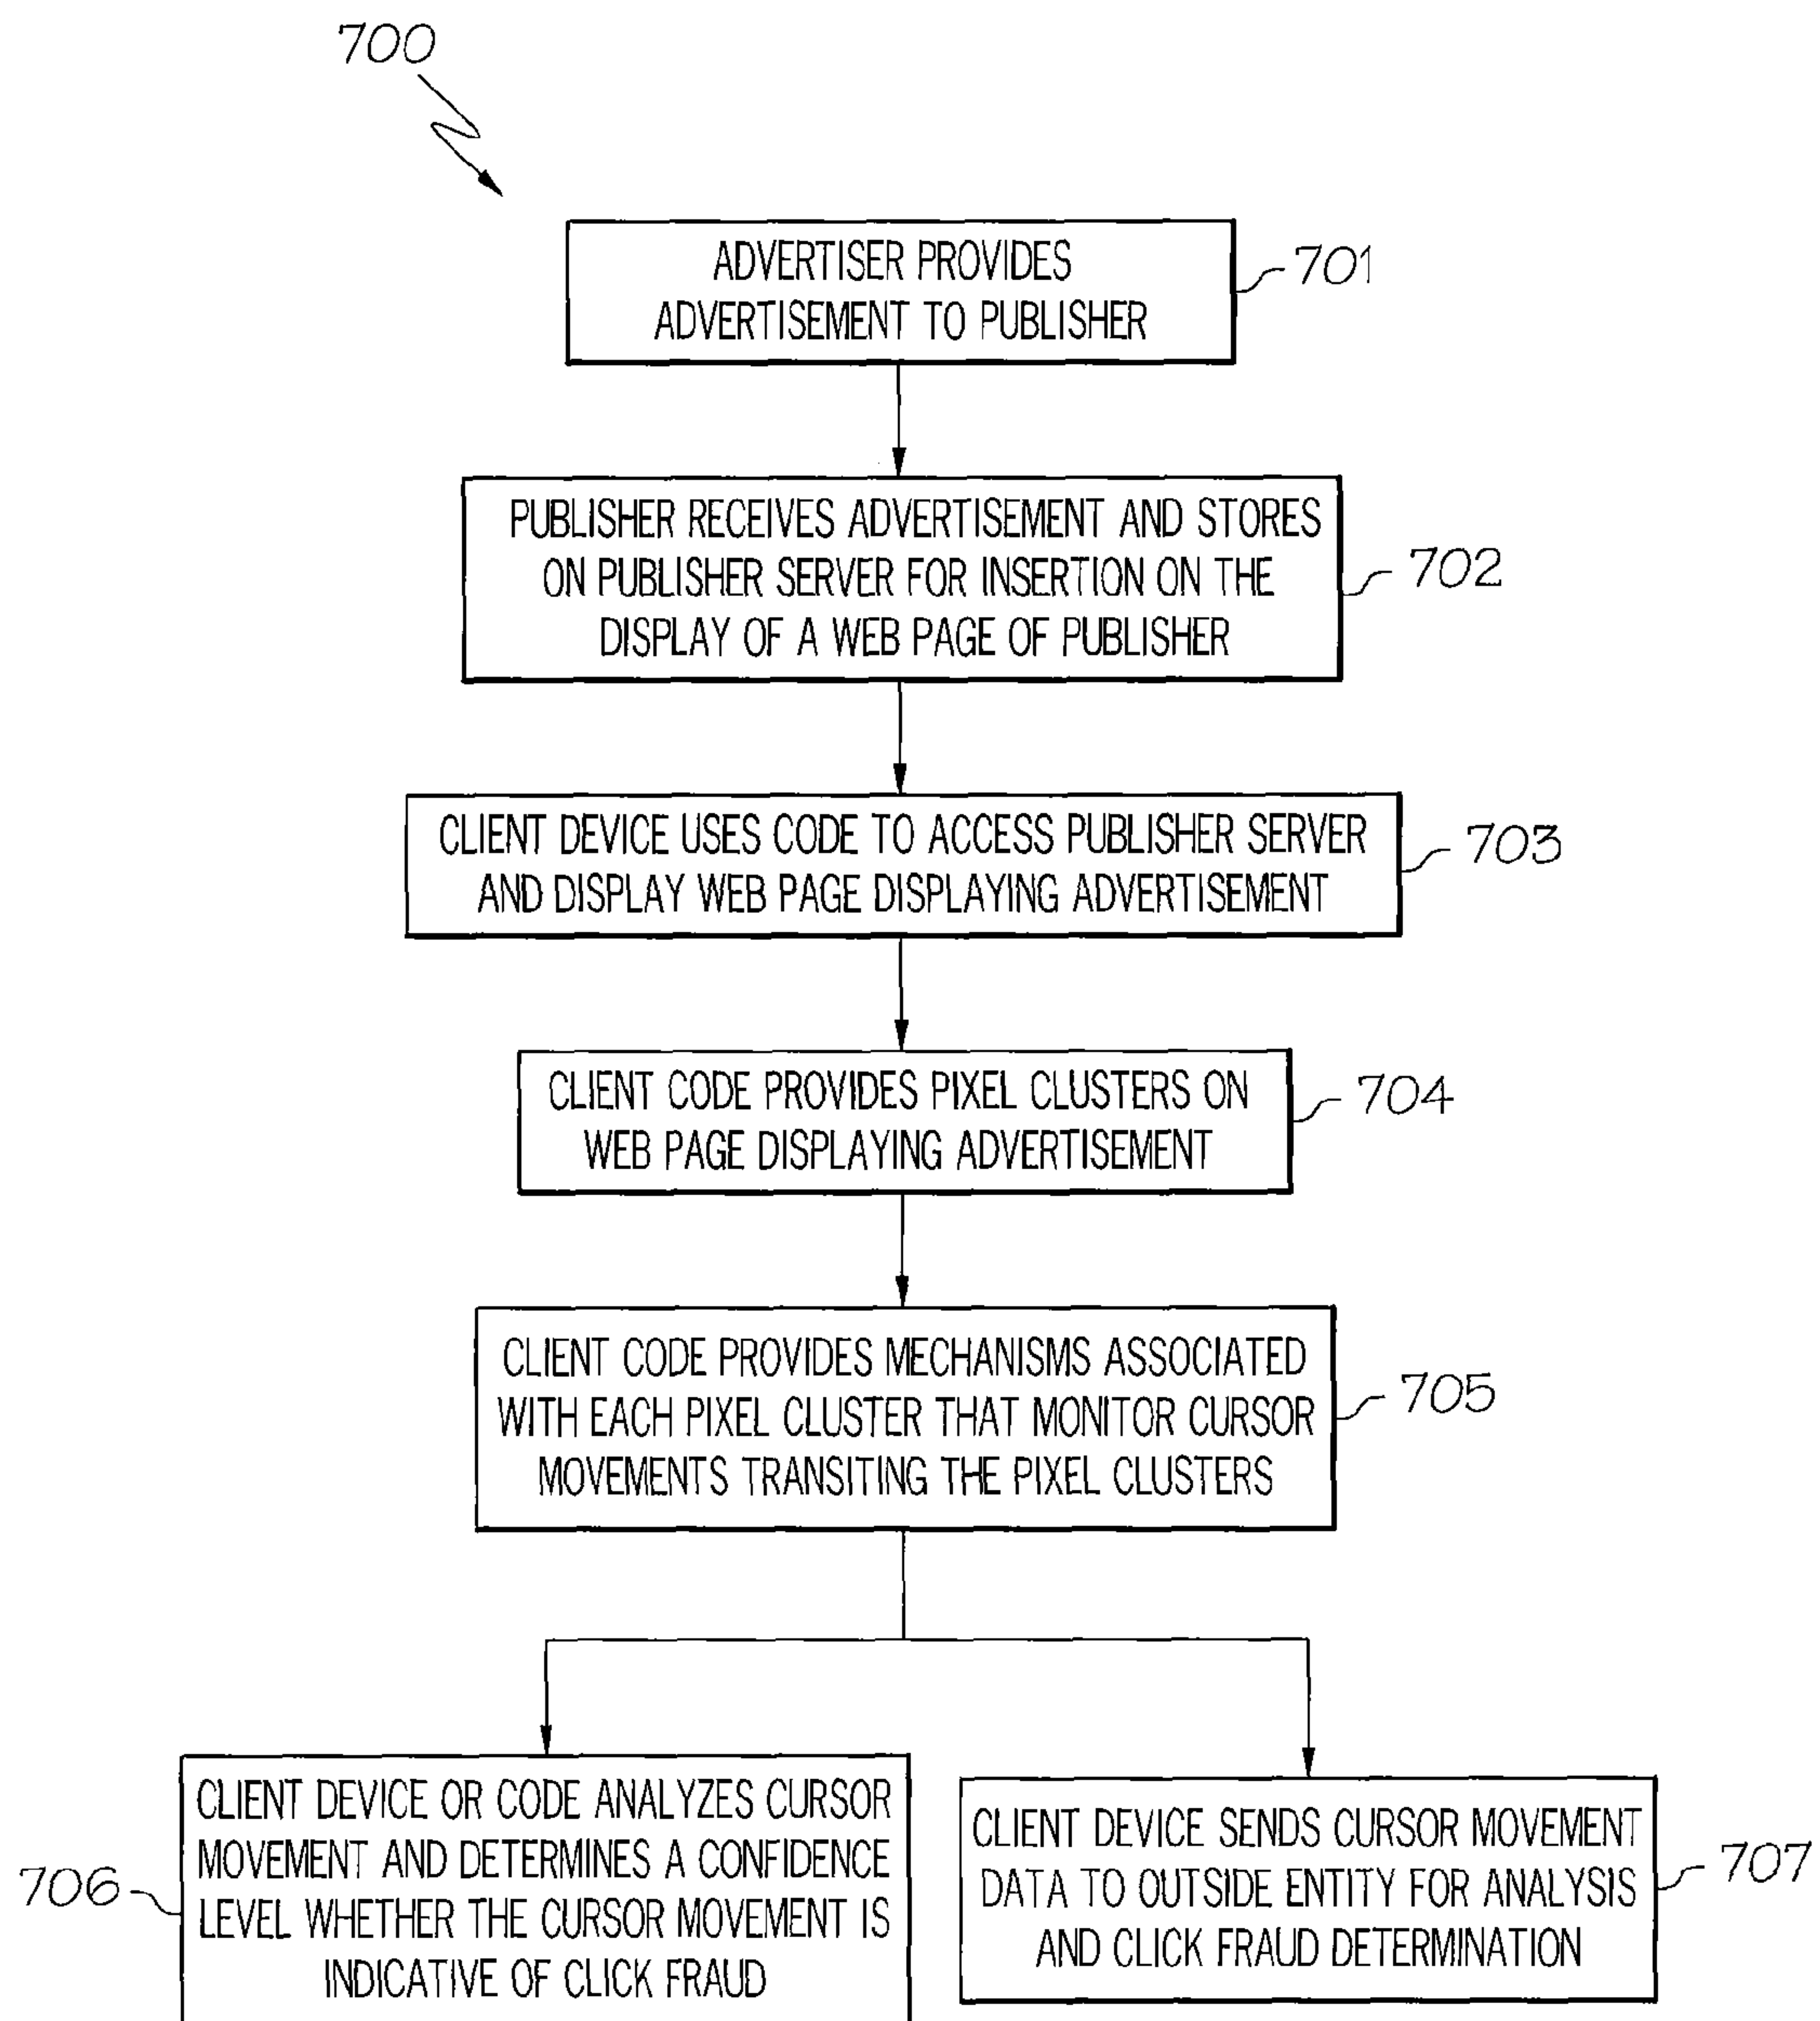 700
ADVERTISER PROVIDES
ADVERTISEMENT TO PUBLISHER
701
PUBLISHER RECEIVES ADVERTISEMENT AND STORES
ON PUBLISHER SERVER FOR INSERTION ON THE
DISPLAY OF A WEB PAGE OF PUBLISHER
702
CLIENT DEVICE USES CODE TO ACCESS PUBLISHER SERVER
AND DISPLAY WEB PAGE DISPLAYING ADVERTISEMENT
703
CLIENT CODE PROVIDES PIXEL CLUSTERS ON
WEB PAGE DISPLAYING ADVERTISEMENT
704
CLIENT CODE PROVIDES MECHANISMS ASSOCIATED
WITH EACH PIXEL CLUSTER THAT MONITOR CURSOR
MOVEMENTS TRANSITING THE PIXEL CLUSTERS
705
CLIENT DEVICE OR CODE ANALYZES CURSOR
MOVEMENT AND DETERMINES A CONFIDENCE
LEVEL WHETHER THE CURSOR MOVEMENT IS
INDICATIVE OF CLICK FRAUD
706
CLIENT DEVICE SENDS CURSOR MOVEMENT
DATA TO OUTSIDE ENTITY FOR ANALYSIS
AND CLICK FRAUD DETERMINATION
707